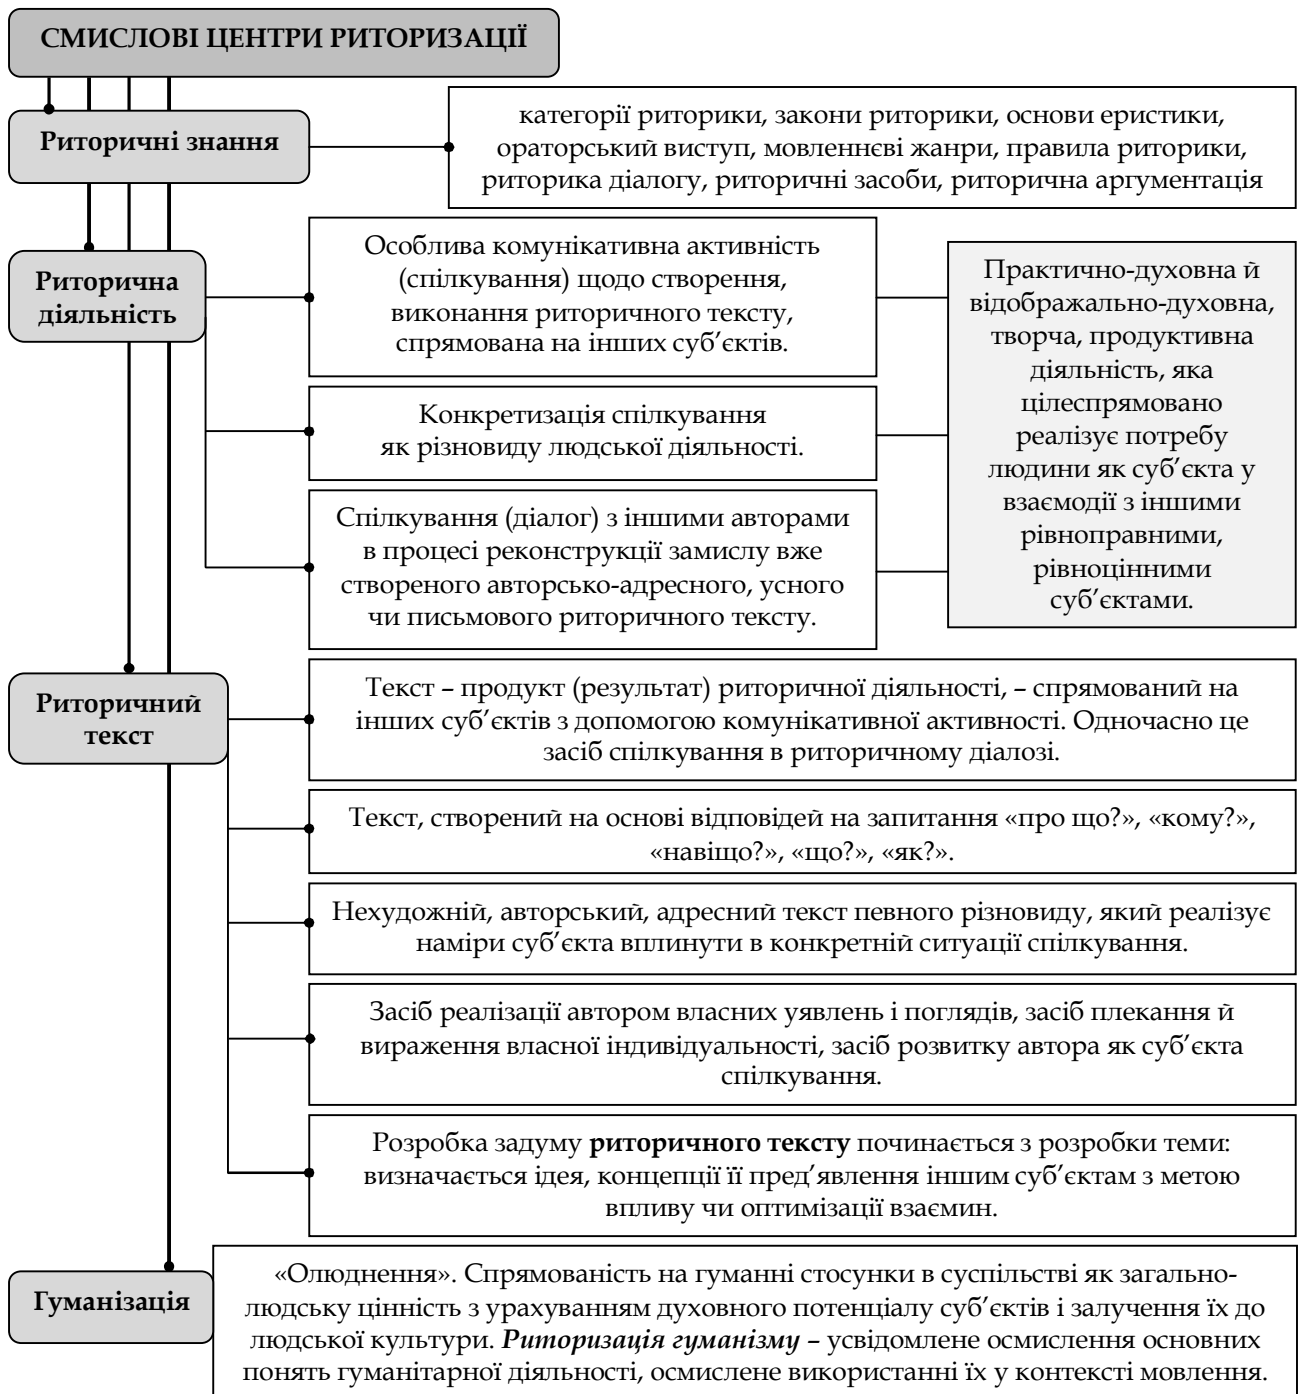 СМИСЛОВІ ЦЕНТРИ РИТОРИЗАЦІЇ
Риторичні знання
категорії риторики, закони риторики, основи еристики,
ораторський виступ, мовленнєві жанри, правила риторики,
риторика діалогу, риторичні засоби, риторична аргументація
Риторична
діяльність
Особлива комунікативна активність
(спілкування) щодо створення,
виконання риторичного тексту,
спрямована на інших суб’єктів.
Конкретизація спілкування
як різновиду людської діяльності.
Спілкування (діалог) з іншими авторами
в процесі реконструкції замислу вже
створеного авторсько-адресного, усного
чи письмового риторичного тексту.
Практично-духовна й
відображально-духовна,
творча, продуктивна
діяльність, яка
цілеспрямовано
реалізує потребу
людини як суб’єкта у
взаємодії з іншими
рівноправними,
рівноцінними
суб’єктами.
Риторичний
текст
Текст – продукт (результат) риторичної діяльності, – спрямований на
інших суб’єктів з допомогою комунікативної активності. Одночасно це
засіб спілкування в риторичному діалозі.
Текст, створений на основі відповідей на запитання «про що?», «кому?»,
«навіщо?», «що?», «як?».
Нехудожній, авторський, адресний текст певного різновиду, який реалізує
наміри суб’єкта вплинути в конкретній ситуації спілкування.
Засіб реалізації автором власних уявлень і поглядів, засіб плекання й
вираження власної індивідуальності, засіб розвитку автора як суб’єкта
спілкування.
Розробка задуму риторичного тексту починається з розробки теми:
визначається ідея, концепції її пред’явлення іншим суб’єктам з метою
впливу чи оптимізації взаємин.
Гуманізація
«Олюднення». Спрямованість на гуманні стосунки в суспільстві як загально-
людську цінність з урахуванням духовного потенціалу суб’єктів і залучення їх до
людської культури. Риторизація гуманізму – усвідомлене осмислення основних
понять гуманітарної діяльності, осмислене використанні їх у контексті мовлення.